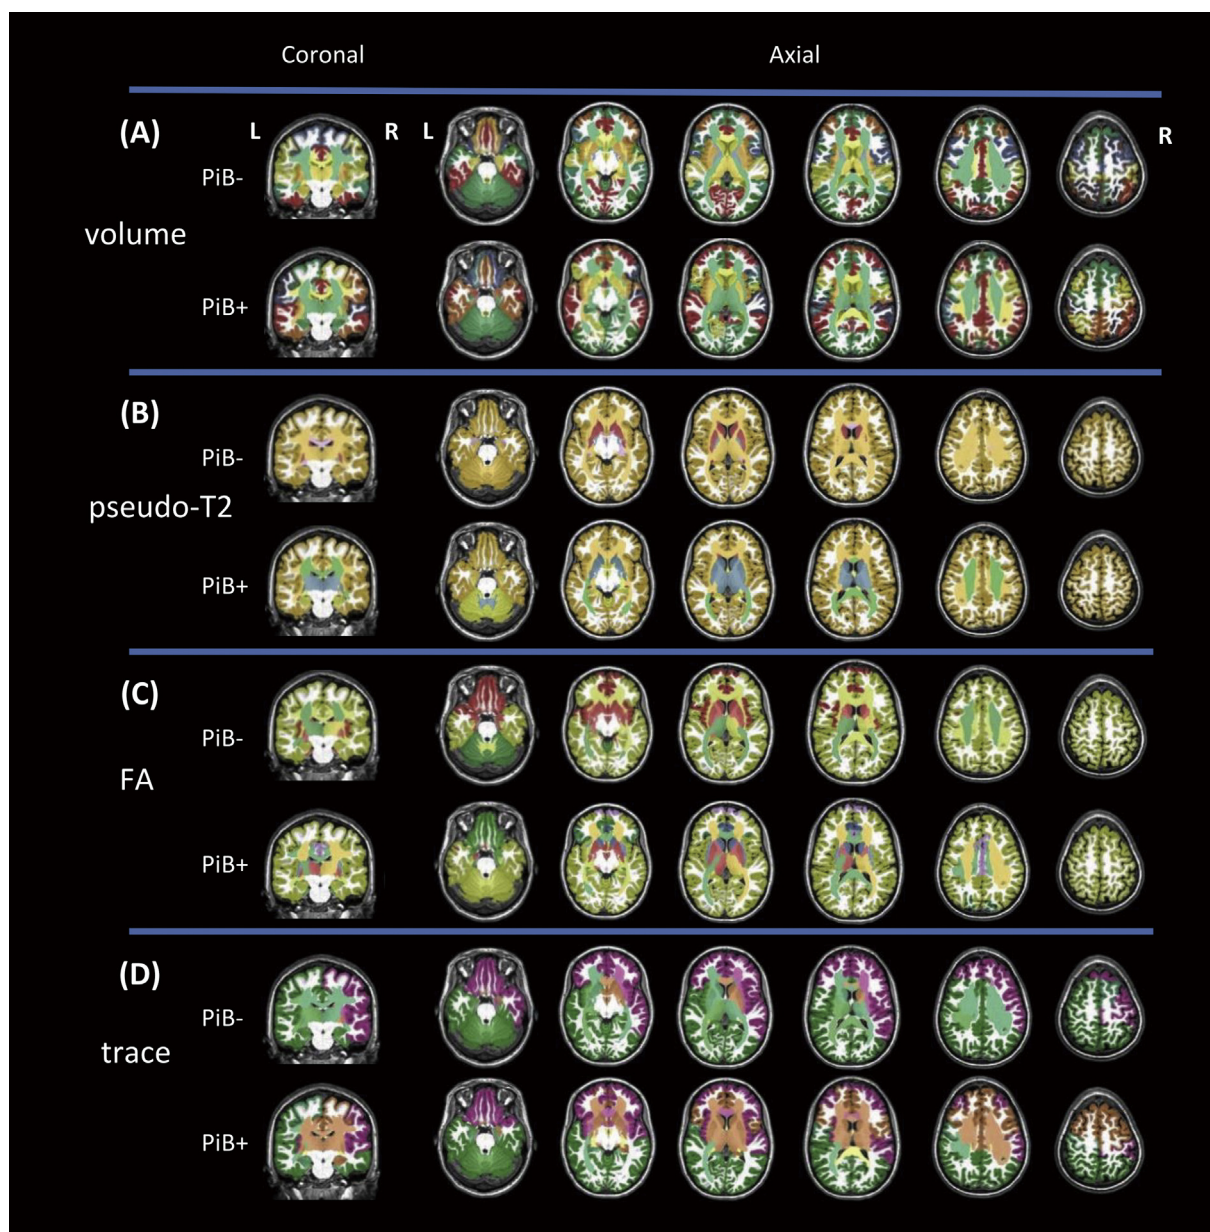 Coronal
Axial
(A)
L
R
L
R
PiB-
volume
PiB+
(B)
PiB-
pseudo-T2
PiB+
(C)
PiB-
FA
PiB+
(D)
PiB-
trace
PiB+